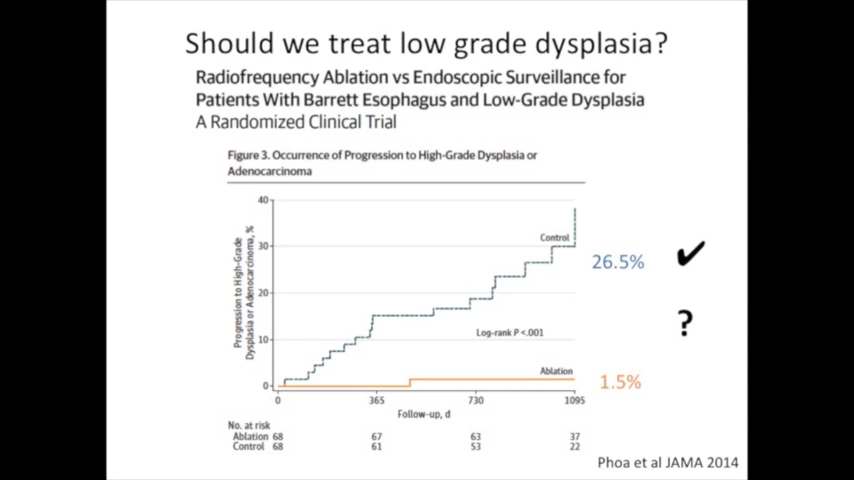 Should we treat low grade dysplasia?
Radiofrequency Ablation vs Endoscopic Surveillance for
Patients With Barrett Esophagus and Low-Grade Dysplasia
A Randomized Clinical Trial
Figure 3. Occurrence of Progression to High-Grade Dysplasia or
Adenocarcinoma
Progression to High-Grade
Dysplasia or Adenocarcinoma, %
40
30
20
10
0
Control
26.5% ✔
?
Log-rank P <.001
Ablation
1.5%
0 365 730 1095
Follow-up, d
No. at risk
Ablation 68 67 63 37
Control 68 61 53 22
Phoa et al JAMA 2014